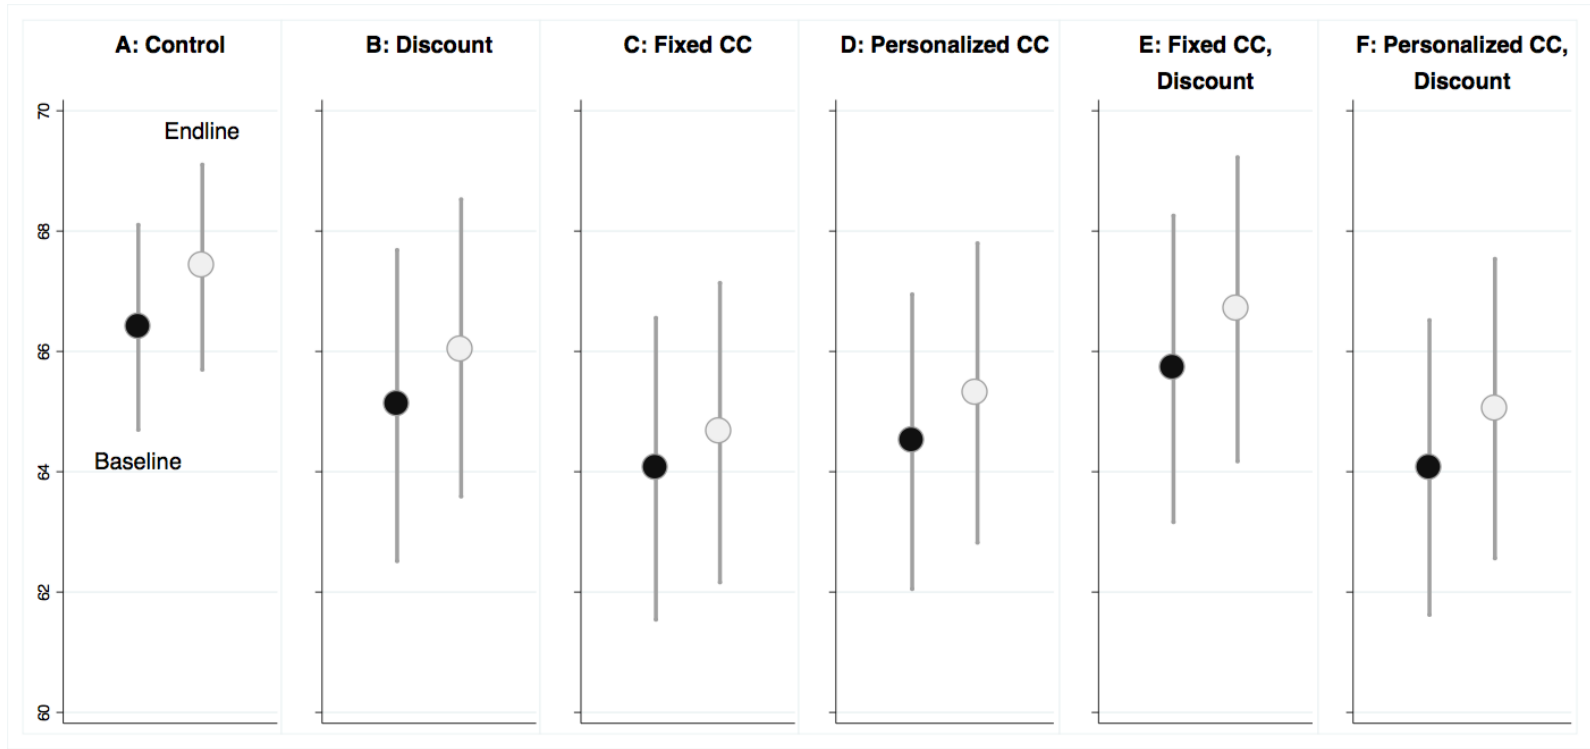 A: Control
B: Discount
C: Fixed CC
D: Personalized CC
E: Fixed CC,
Discount
F: Personalized CC,
Discount
70
68
66
64
62
60
Endline
Baseline